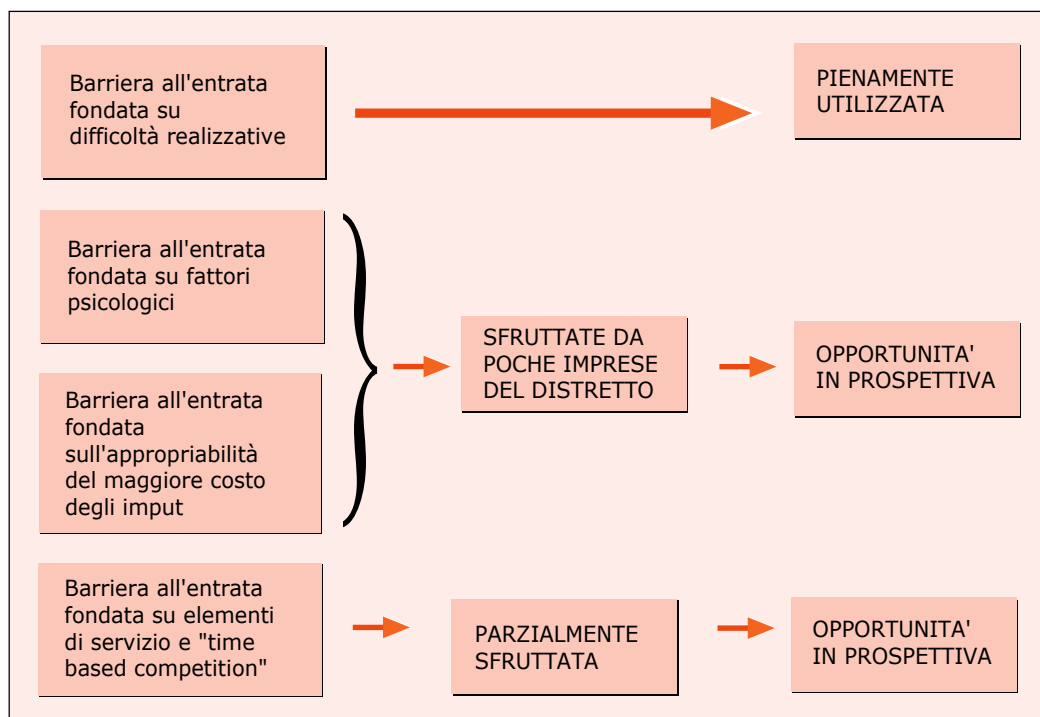 Barriera all'entrata
fondata su
difficoltà realizzative
PIENAMENTE
UTILIZZATA
Barriera all'entrata
fondata su fattori
psicologici
Barriera all'entrata
fondata
sull'appropriabilità
del maggiore costo
degli imput
SFRUTTATE DA
POCHE IMPRESE
DEL DISTRETTO
OPPORTUNITA'
IN PROSPETTIVA
Barriera all'entrata
fondata su elementi
di servizio e "time
based competition"
PARZIALMENTE
SFRUTTATA
OPPORTUNITA'
IN PROSPETTIVA